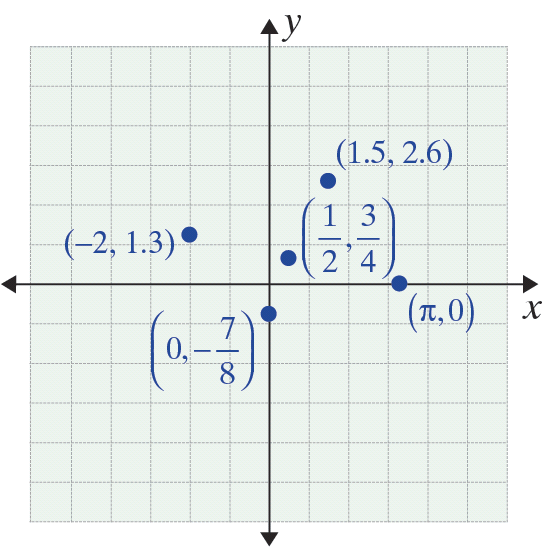 y
(1.5, 2.6)
(1/2, 3/4)
(–2, 1.3)
x
(π,0)
(0,–7/8)